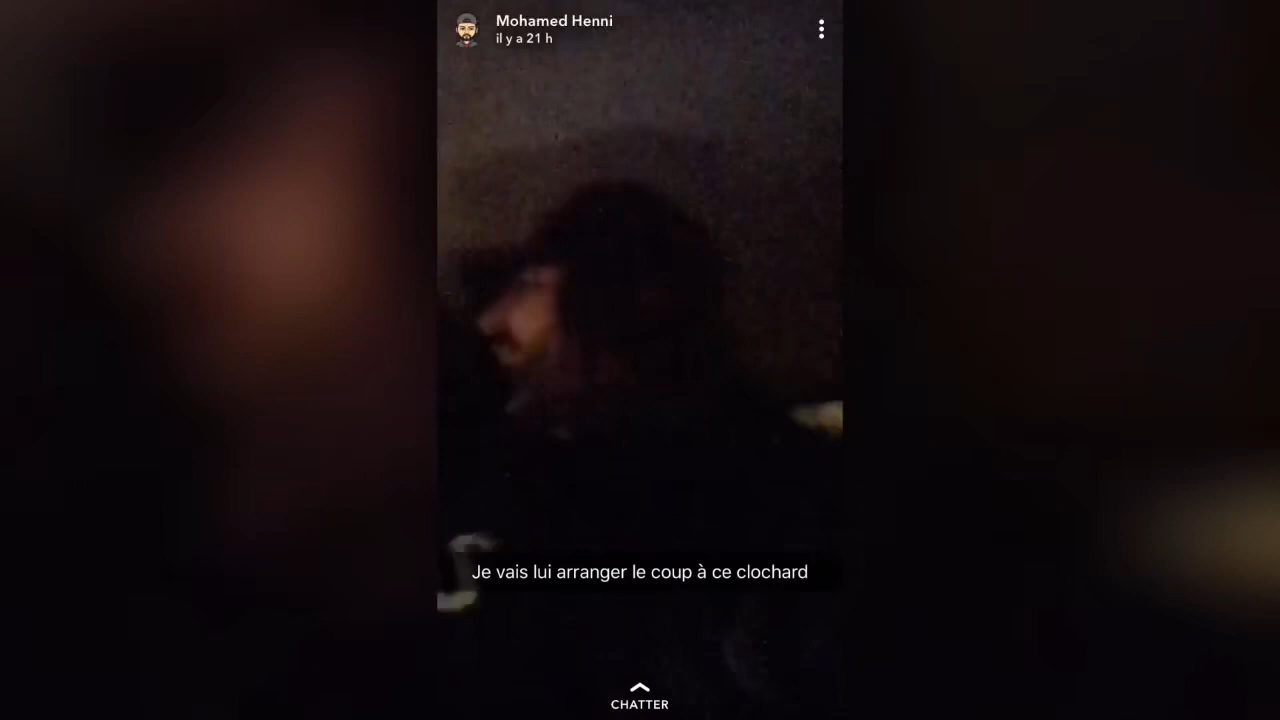 Mohamed Henni
il y a 21 h
Je vais lui arranger le coup à ce clochard
CHATTER